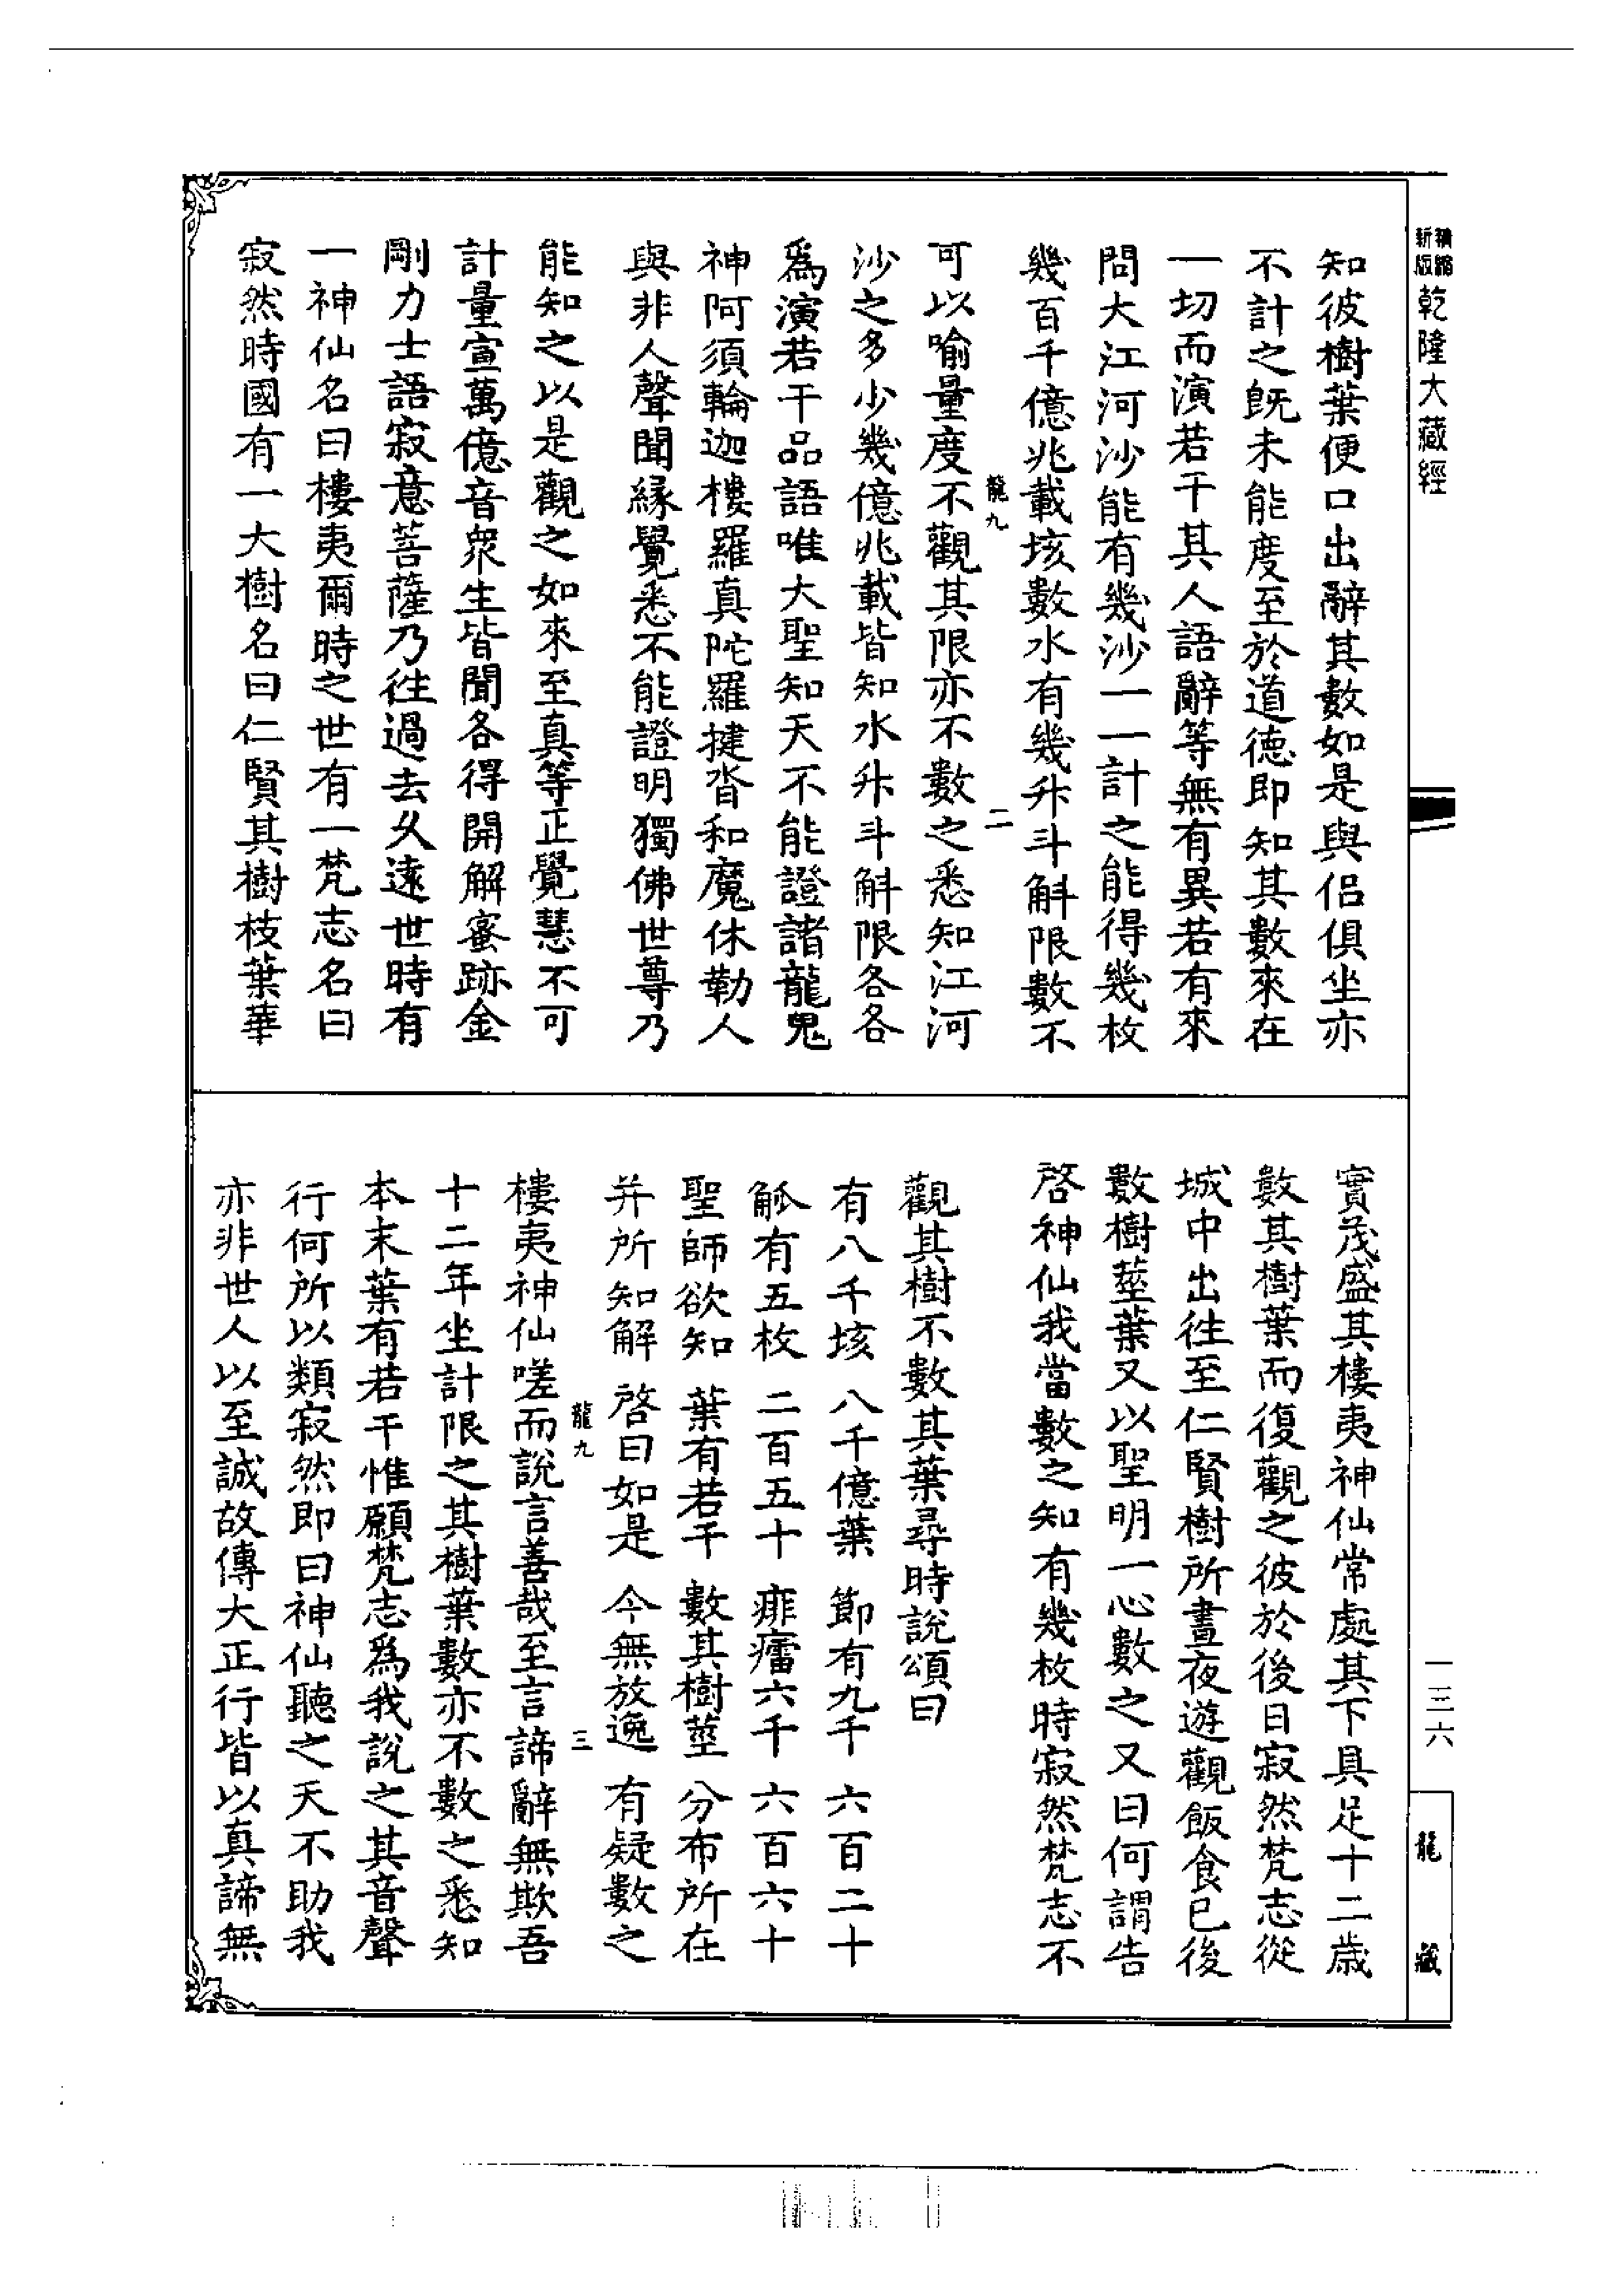 精縮新版乾隆大藏經
知彼樹葉便口出辭其數如是與侣俱坐亦
不計之旣未能度至於道德即知其數來在
一切而演若干其人語辭等無有異若有來
問大江河沙能有幾沙一一計之能得幾枚
幾百千億兆載垓數水有幾升斗斛限數不
龍九 二
可以喻量度不觀其限亦不數之悉知江河
沙之多少幾億兆載皆知水升斗斛限各各
爲演若干品語唯大聖知天不能證諸龍鬼
神阿須輪迦樓羅真陀羅揵沓和魔休勒人
與非人聲聞緣覺悉不能證明獨佛世尊乃
能知之以是觀之如來至真等正覺慧不可
計量宣萬億音衆生皆聞各得開解蜜跡金
剛力士語寂意菩薩乃往過去久遠世時有
一神仙名曰樓夷爾時之世有一梵志名曰
寂然時國有一大樹名曰仁賢其樹枝葉華
實茂盛其樓夷神仙常處其下具足十二歲
數其樹葉而復觀之彼於後日寂然梵志從
城中出往至仁賢樹所晝夜遊觀飯食已後
數樹莖葉又以聖明一心數之又曰何謂告
啓神仙我當數之知有幾枚時寂然梵志不
觀其樹不數其葉尋時說頌曰
有八千垓 八千億葉 節有九千 六百二十
觚有五枚 二百五十 痱癗六千 六百六十
聖師欲知 葉有若干 數其樹莖 分布所在
并所知解 啓曰如是 今無放逸 有疑數之
龍九 三
樓夷神仙嗟而說言善哉至言諦辭無欺吾
十二年坐計限之其樹葉數亦不數之悉知
本末葉有若干惟願梵志爲我說之其音聲
行何所以類寂然即曰神仙聽之天不助我
亦非世人以至誠故傳大正行皆以真諦無
一三六
龍藏